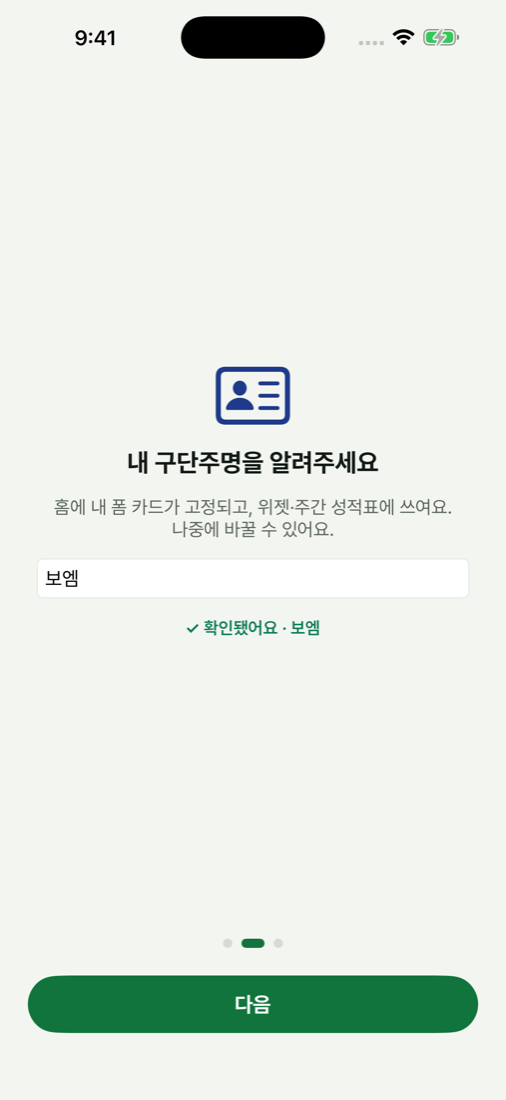 9:41
내 구단주명을 알려주세요
홈에 내 폼 카드가 고정되고, 위젯·주간 성적표에 쓰여요.
나중에 바꿀 수 있어요.
보엠
✓ 확인됐어요 · 보엠
다음